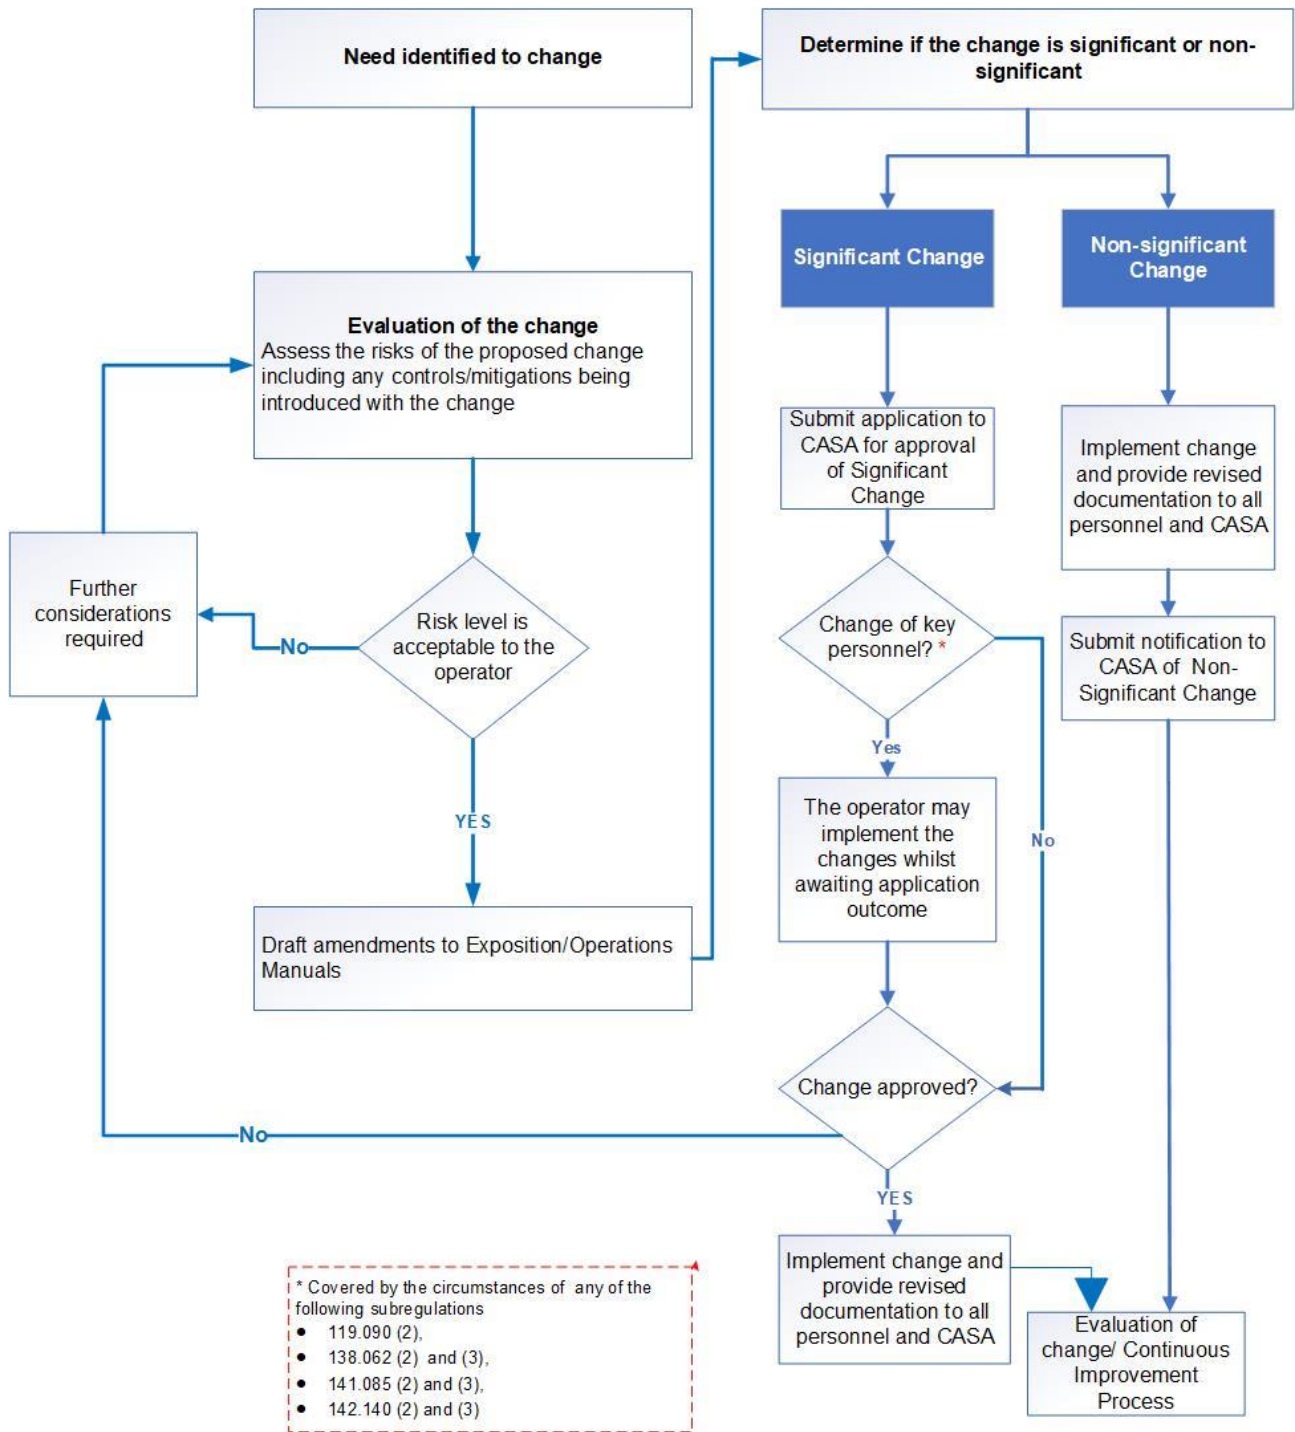 Need identified to change
Evaluation of the change
Assess the risks of the proposed change
including any controls/mitigations being
introduced with the change
Further
considerations
required
No
Risk level is
acceptable to the
operator
YES
Draft amendments to Exposition/Operations
Manuals
Determine if the change is significant or non-
significant
Significant Change
Non-significant
Change
Submit application to
CASA for approval
of Significant
Change
Implement change
and provide revised
documentation to all
personnel and CASA
Change of key
personnel? *
Submit notification to
CASA of Non-
Significant Change
Yes
No
The operator may
implement the
changes whilst
awaiting application
outcome
Change approved?
No
YES
Implement change and
provide revised
documentation to all
personnel and CASA
Evaluation of
change/ Continuous
Improvement
Process
* Covered by the circumstances of any of the
following subregulations
● 119.090 (2),
● 138.062 (2) and (3),
● 141.085 (2) and (3),
● 142.140 (2) and (3)